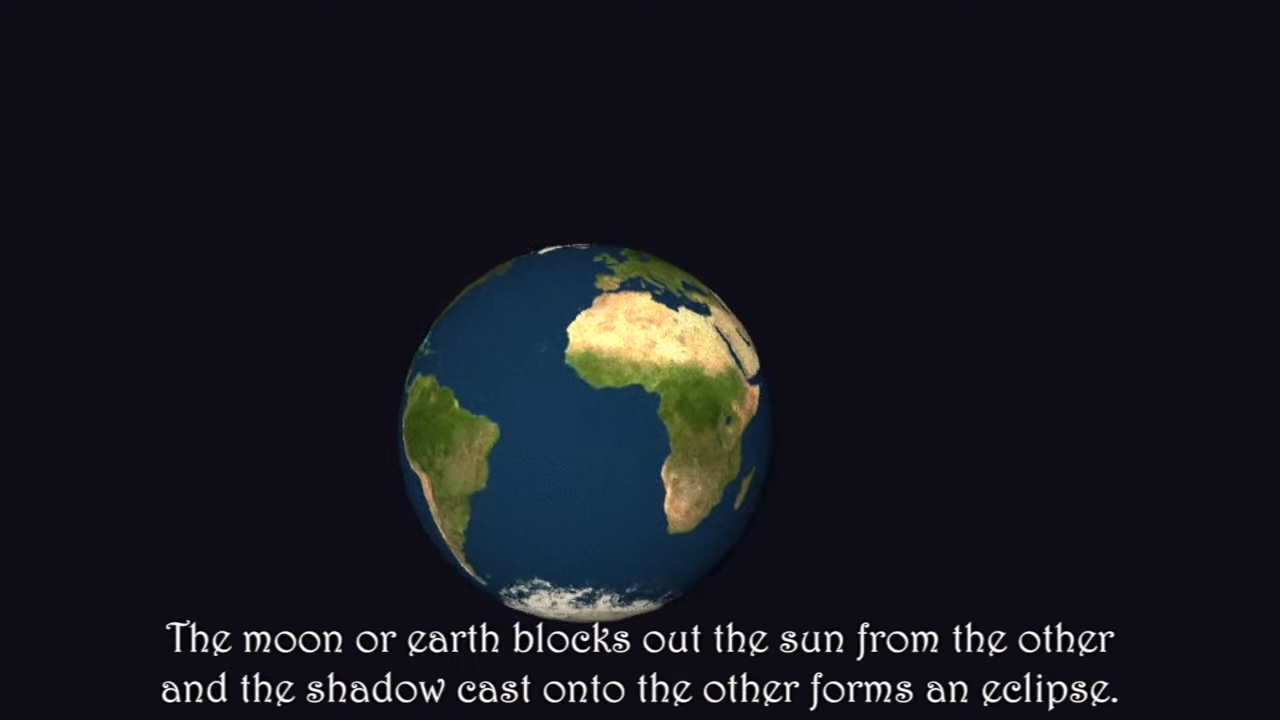 The moon or earth blocks out the sun from the other
and the shadow cast onto the other forms an eclipse.